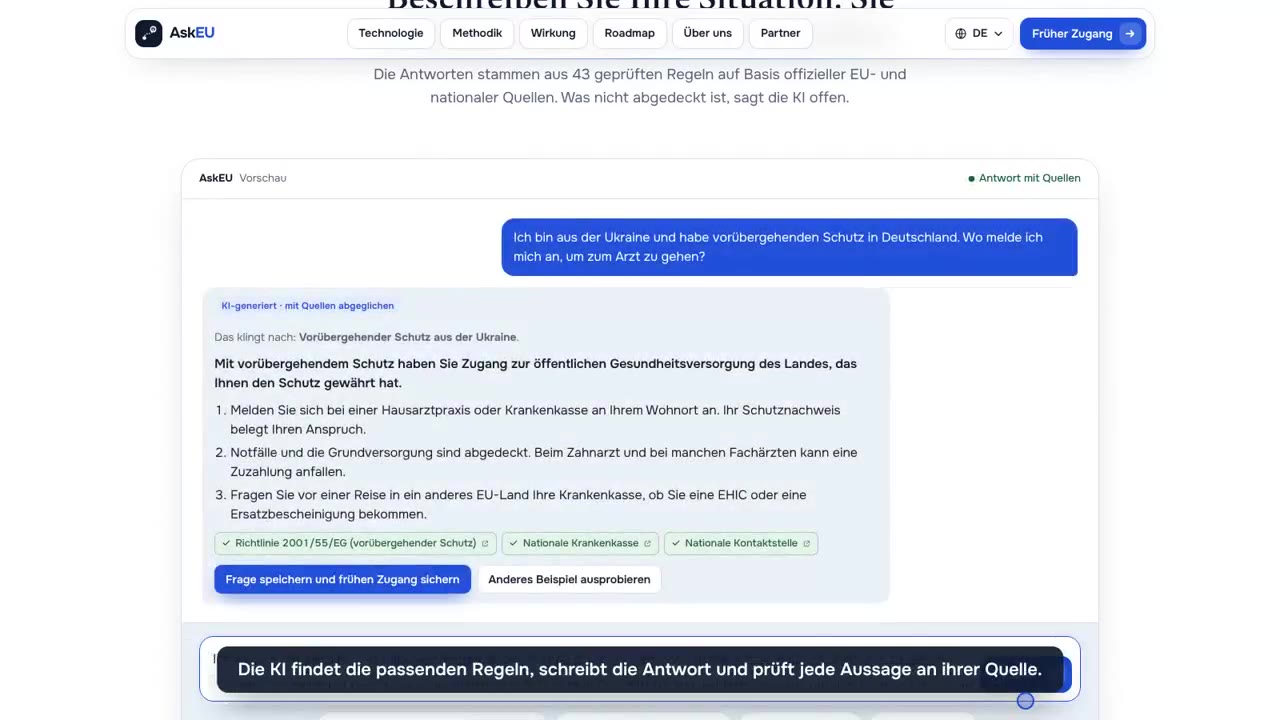 Beschreiben Sie Ihre Situation. Sie
AskEU
Technologie
Methodik
Wirkung
Roadmap
Über uns
Partner
DE
Früher Zugang
Die Antworten stammen aus 43 geprüften Regeln auf Basis offizieller EU- und
nationaler Quellen. Was nicht abgedeckt ist, sagt die KI offen.
AskEU Vorschau
Antwort mit Quellen
Ich bin aus der Ukraine und habe vorübergehenden Schutz in Deutschland. Wo melde ich
mich an, um zum Arzt zu gehen?
KI-generiert · mit Quellen abgeglichen
Das klingt nach: Vorübergehender Schutz aus der Ukraine.
Mit vorübergehendem Schutz haben Sie Zugang zur öffentlichen Gesundheitsversorgung des Landes, das
Ihnen den Schutz gewährt hat.
1. Melden Sie sich bei einer Hausarztpraxis oder Krankenkasse an Ihrem Wohnort an. Ihr Schutznachweis
belegt Ihren Anspruch.
2. Notfälle und die Grundversorgung sind abgedeckt. Beim Zahnarzt und bei manchen Fachärzten kann eine
Zuzahlung anfallen.
3. Fragen Sie vor einer Reise in ein anderes EU-Land Ihre Krankenkasse, ob Sie eine EHIC oder eine
Ersatzbescheinigung bekommen.
Richtlinie 2001/55/EG (vorübergehender Schutz)
Nationale Krankenkasse
Nationale Kontaktstelle
Frage speichern und frühen Zugang sichern
Anderes Beispiel ausprobieren
Die KI findet die passenden Regeln, schreibt die Antwort und prüft jede Aussage an ihrer Quelle.